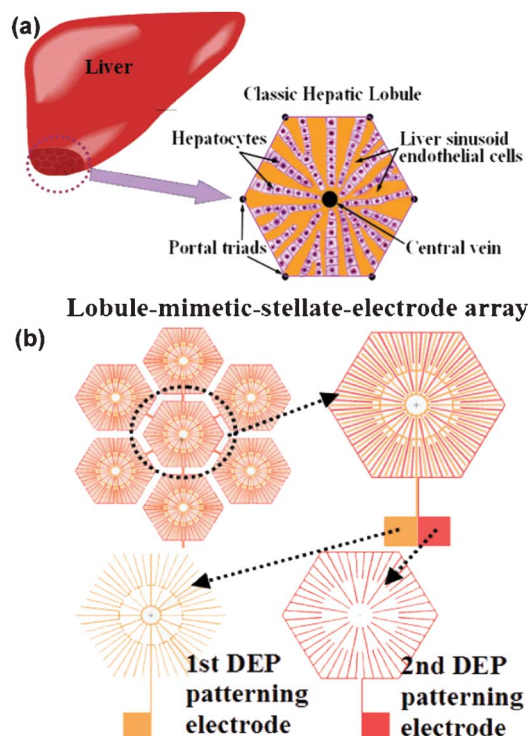 (a)
Liver
Classic Hepatic Lobule
Hepatocytes
Liver sinusoid
endothelial cells
Portal triads
Central vein
Lobule-mimetic-stellate-electrode array
(b)
1st DEP
patterning
electrode
2nd DEP
patterning
electrode